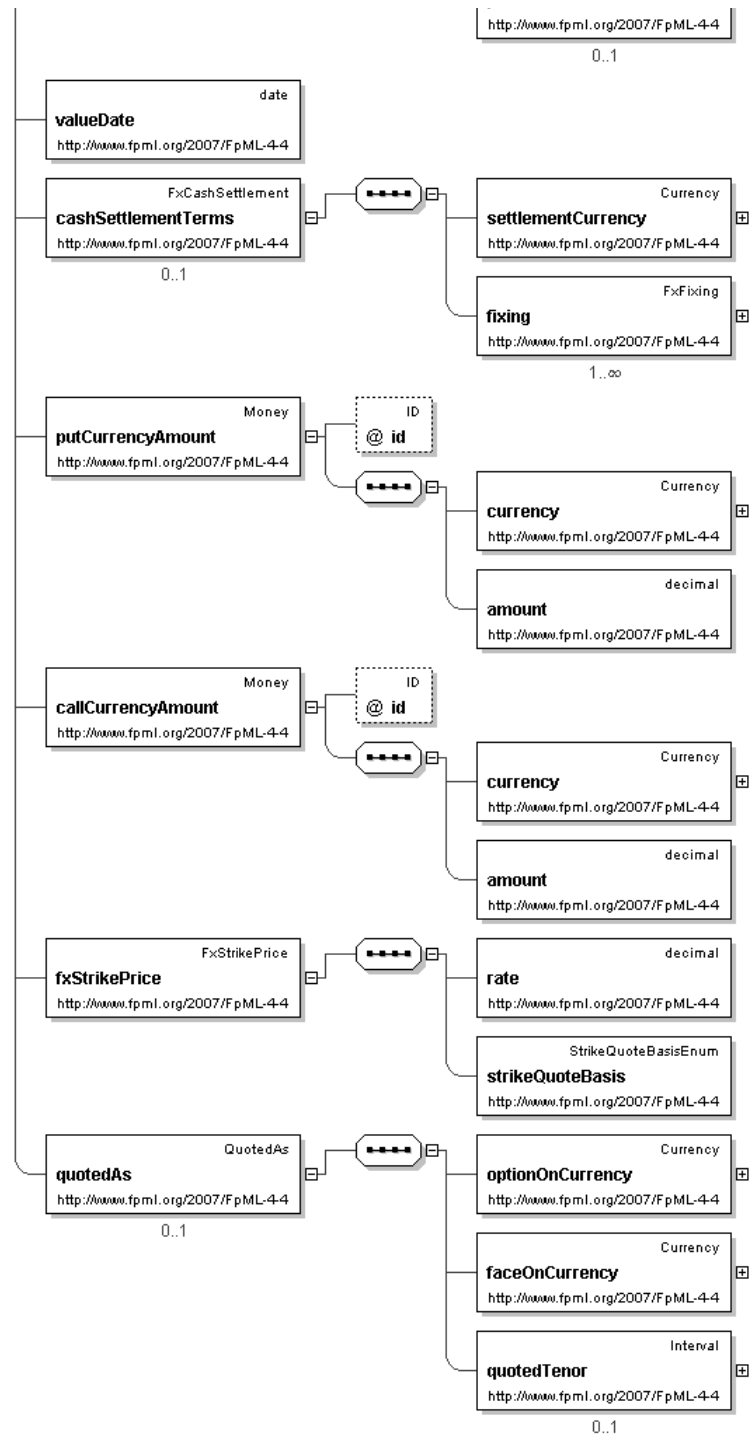 http://www.fpml.org/2007/FpML-4-4
0..1
date
valueDate
http://www.fpml.org/2007/FpML-4-4
FxCashSettlement
cashSettlementTerms
http://www.fpml.org/2007/FpML-4-4
0..1
Currency
settlementCurrency
http://www.fpml.org/2007/FpML-4-4
FxFixing
fixing
http://www.fpml.org/2007/FpML-4-4
1..∞
Money
putCurrencyAmount
http://www.fpml.org/2007/FpML-4-4
ID
@ id
Currency
currency
http://www.fpml.org/2007/FpML-4-4
decimal
amount
http://www.fpml.org/2007/FpML-4-4
Money
callCurrencyAmount
http://www.fpml.org/2007/FpML-4-4
ID
@ id
Currency
currency
http://www.fpml.org/2007/FpML-4-4
decimal
amount
http://www.fpml.org/2007/FpML-4-4
FxStrikePrice
fxStrikePrice
http://www.fpml.org/2007/FpML-4-4
decimal
rate
http://www.fpml.org/2007/FpML-4-4
StrikeQuoteBasisEnum
strikeQuoteBasis
http://www.fpml.org/2007/FpML-4-4
QuotedAs
quotedAs
http://www.fpml.org/2007/FpML-4-4
0..1
Currency
optionOnCurrency
http://www.fpml.org/2007/FpML-4-4
Currency
faceOnCurrency
http://www.fpml.org/2007/FpML-4-4
Interval
quotedTenor
http://www.fpml.org/2007/FpML-4-4
0..1